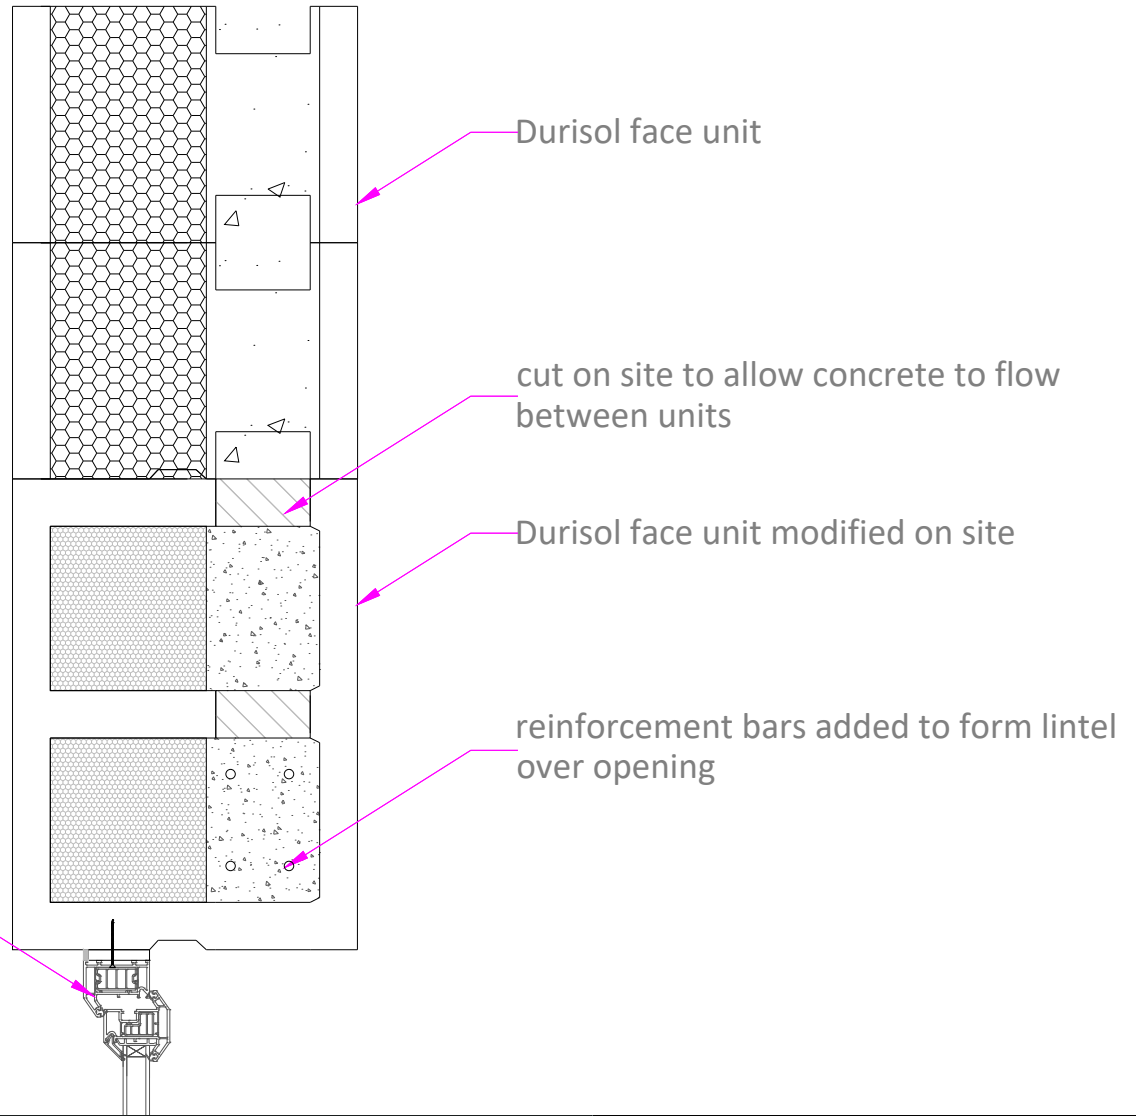 Durisol face unit
cut on site to allow concrete to flow
between units
Durisol face unit modified on site
reinforcement bars added to form lintel
over opening